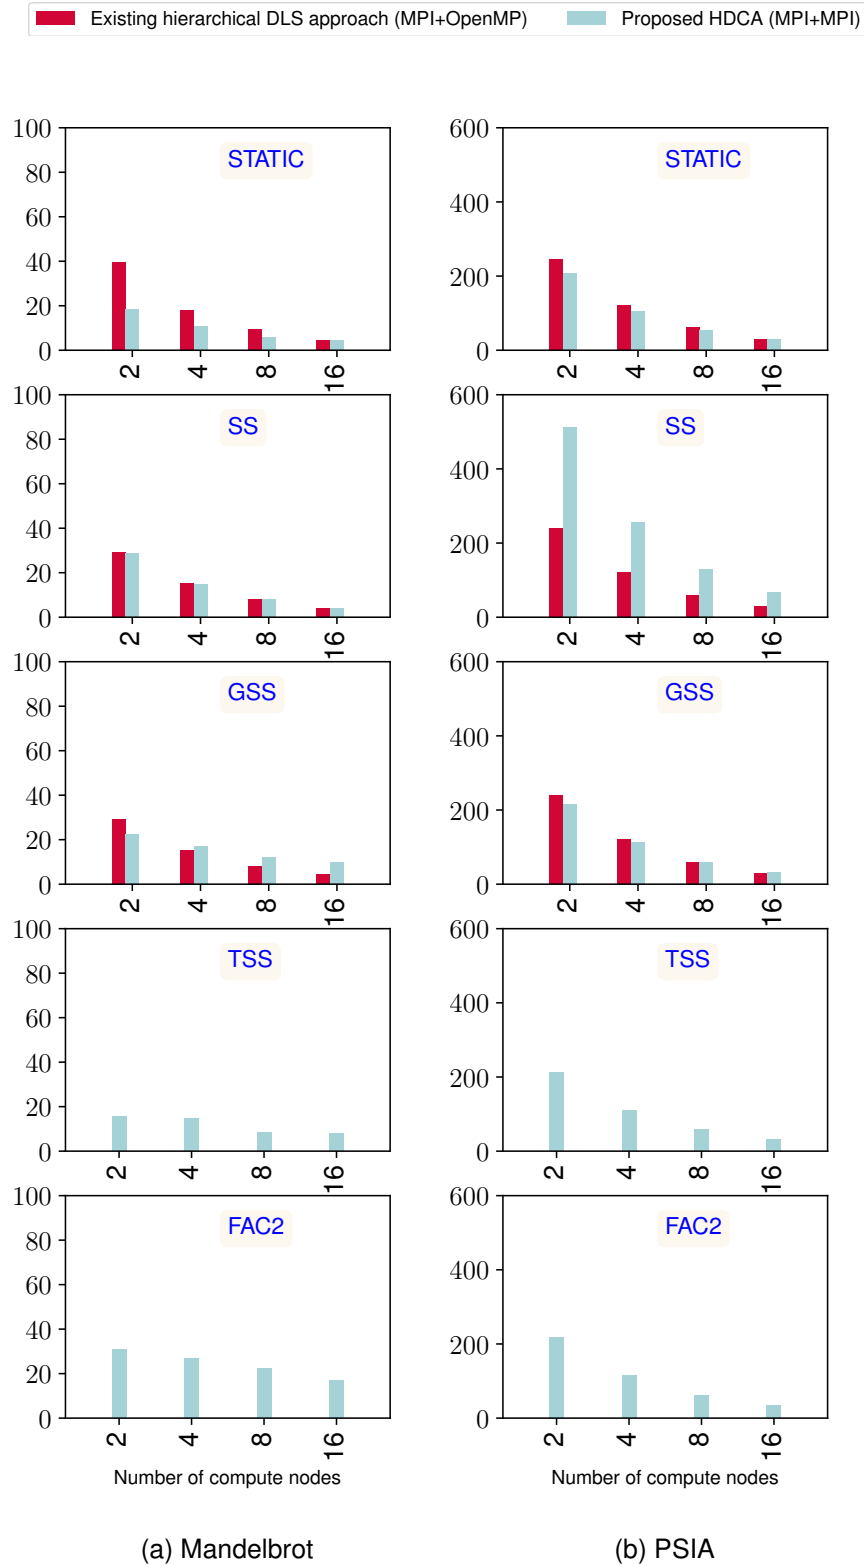 Existing hierarchical DLS approach (MPI+OpenMP) Proposed HDCA (MPI+MPI)
100
80
60
40
20
0
STATIC
2 4 8 16
600
400
200
0
STATIC
2 4 8 16
100
80
60
40
20
0
SS
2 4 8 16
600
400
200
0
SS
2 4 8 16
100
80
60
40
20
0
GSS
2 4 8 16
600
400
200
0
GSS
2 4 8 16
100
80
60
40
20
0
TSS
2 4 8 16
600
400
200
0
TSS
2 4 8 16
100
80
60
40
20
0
FAC2
2 4 8 16
Number of compute nodes
600
400
200
0
FAC2
2 4 8 16
Number of compute nodes
(a) Mandelbrot
(b) PSIA